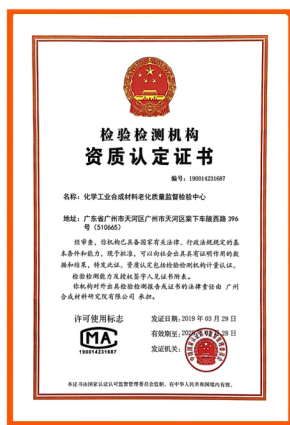 检验检测机构
资质认定证书
编号：190014231687
名称：化学工业合成材料老化质量监督检验中心
地址：广东省广州市天河区广州市天河区棠下车陂西路 396
号（510665）
经审查，你机构已具备国家有关法律、行政法规规定的基
本条件和能力，现予批准，可以向社会出具具有证明作用的数
据和结果，特发此证。资质认定包括检验检测机构计量认证。
检验检测能力及授权签字人见证书附表。
你机构对外出具检验检测报告或证书的法律责任由 广州
合成材料研究院有限公司 承担。
许可使用标志
MA
190014231687
发证日期：2019 年 03 月 29 日
有效期至：2025 28 日
发证机关：
本证书由国家认证认可监督管理委员会监制，在中华人民共和国境内有效。